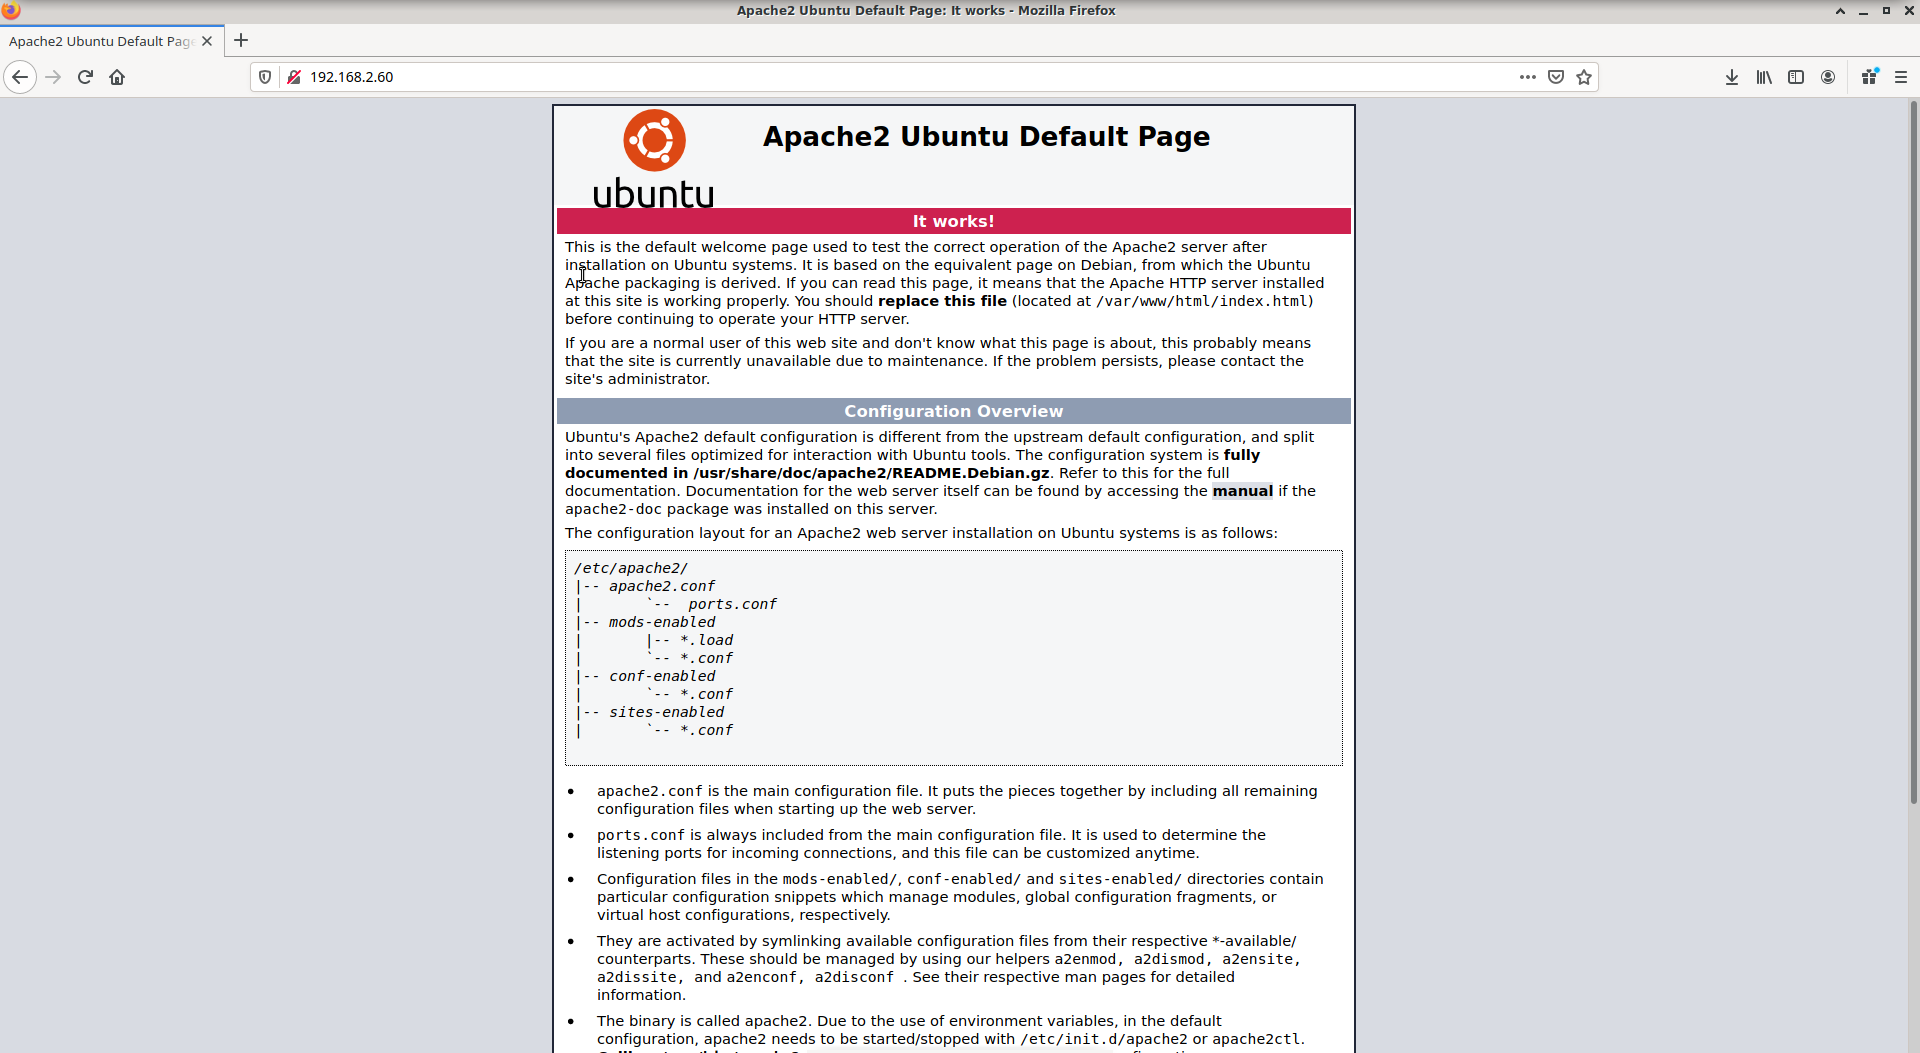 Apache2 Ubuntu Default Page: It works - Mozilla Firefox
Apache2 Ubuntu Default Pag
192.168.2.60
ubuntu
Apache2 Ubuntu Default Page
It works!
This is the default welcome page used to test the correct operation of the Apache2 server after
installation on Ubuntu systems. It is based on the equivalent page on Debian, from which the Ubuntu
Apache packaging is derived. If you can read this page, it means that the Apache HTTP server installed
at this site is working properly. You should replace this file (located at /var/www/html/index.html)
before continuing to operate your HTTP server.
If you are a normal user of this web site and don't know what this page is about, this probably means
that the site is currently unavailable due to maintenance. If the problem persists, please contact the
site's administrator.
Configuration Overview
Ubuntu's Apache2 default configuration is different from the upstream default configuration, and split
into several files optimized for interaction with Ubuntu tools. The configuration system is fully
documented in /usr/share/doc/apache2/README.Debian.gz. Refer to this for the full
documentation. Documentation for the web server itself can be found by accessing the manual if the
apache2-doc package was installed on this server.
The configuration layout for an Apache2 web server installation on Ubuntu systems is as follows:
/etc/apache2/
|-- apache2.conf
|       `--  ports.conf
|-- mods-enabled
|       |-- *.load
|       `-- *.conf
|-- conf-enabled
|       `-- *.conf
|-- sites-enabled
|       `-- *.conf
• apache2.conf is the main configuration file. It puts the pieces together by including all remaining
configuration files when starting up the web server.
• ports.conf is always included from the main configuration file. It is used to determine the
listening ports for incoming connections, and this file can be customized anytime.
• Configuration files in the mods-enabled/, conf-enabled/ and sites-enabled/ directories contain
particular configuration snippets which manage modules, global configuration fragments, or
virtual host configurations, respectively.
• They are activated by symlinking available configuration files from their respective *-available/
counterparts. These should be managed by using our helpers a2enmod, a2dismod, a2ensite,
a2dissite, and a2enconf, a2disconf . See their respective man pages for detailed
information.
• The binary is called apache2. Due to the use of environment variables, in the default
configuration, apache2 needs to be started/stopped with /etc/init.d/apache2 or apache2ctl.